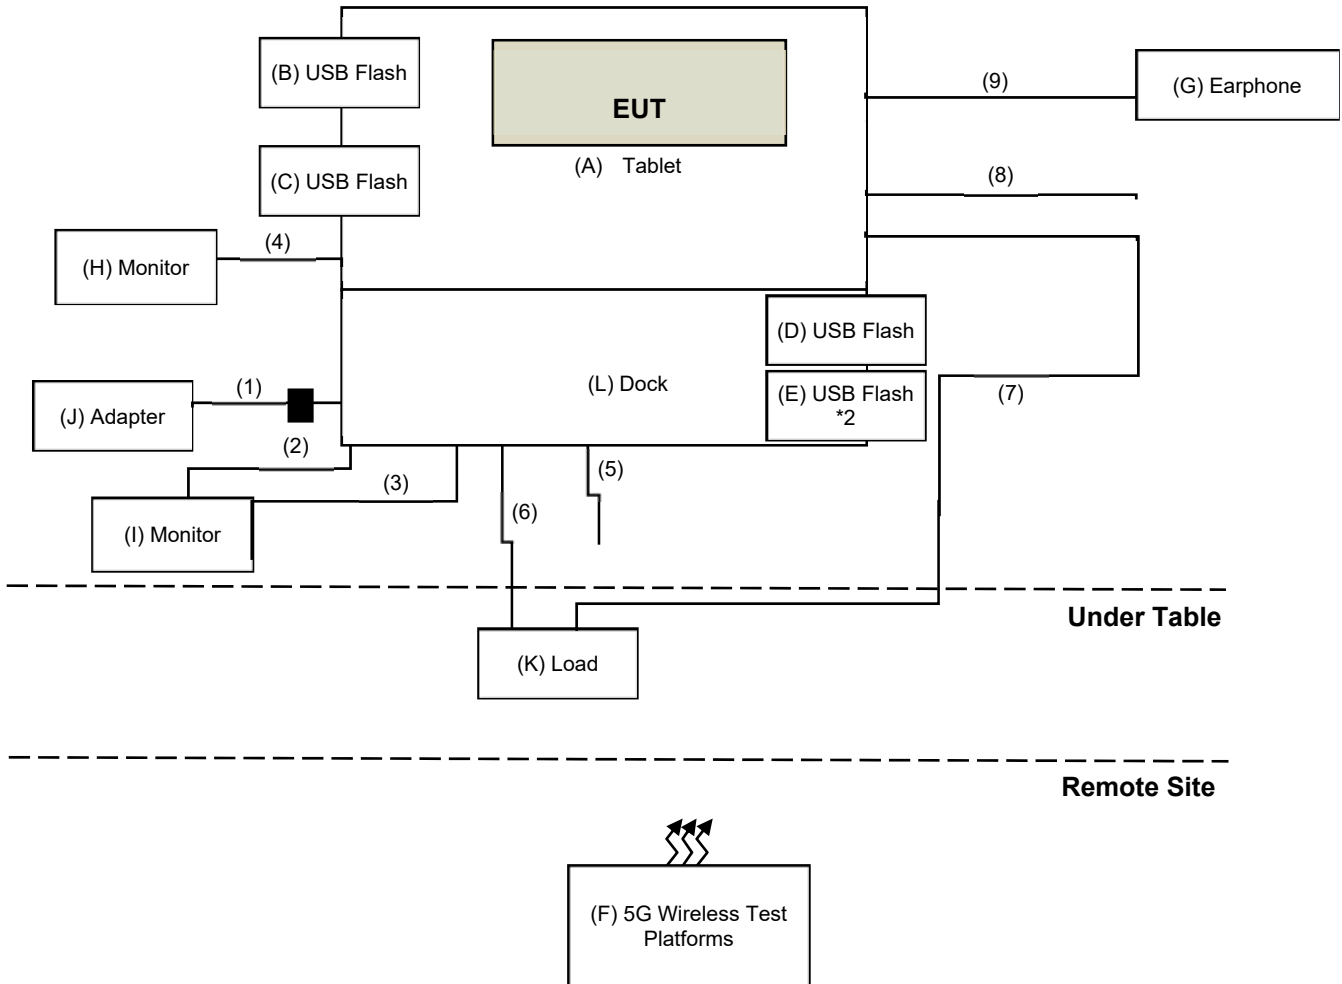 (B) USB Flash
EUT
(9)
(G) Earphone
(A) Tablet
(C) USB Flash
(8)
(4)
(H) Monitor
(D) USB Flash
(L) Dock
(1)
(E) USB Flash
*2
(7)
(J) Adapter
(2)
(5)
(3)
(6)
(I) Monitor
Under Table
(K) Load
Remote Site
(F) 5G Wireless Test
Platforms